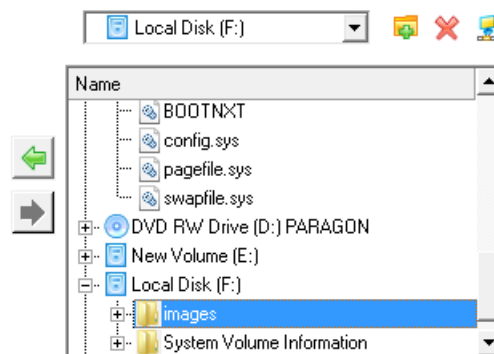 Local Disk (F:)
Name
BOOTNXT
config.sys
pagefile.sys
swapfile.sys
DVD RW Drive (D:) PARAGON
New Volume (E:)
Local Disk (F:)
images
System Volume Information